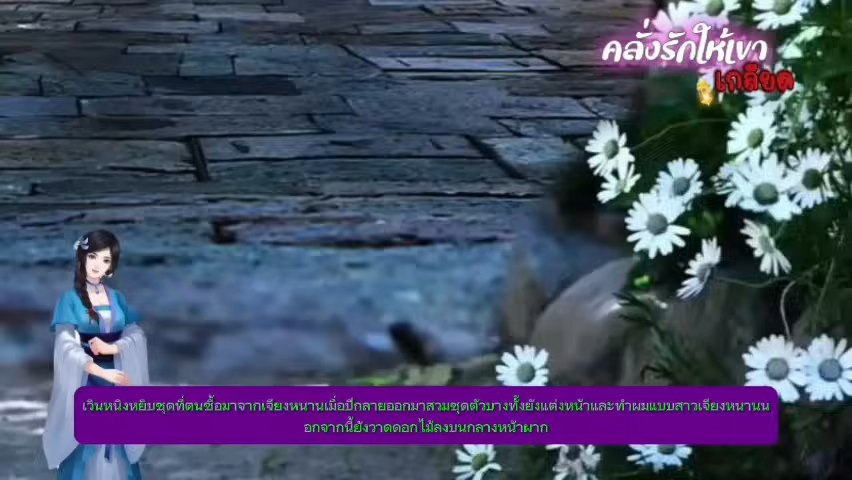 คลั่งรักให้เขา
เกลียด
เวินหนิงหยิบชุดที่ตนซื้อมาจากเจียงหนานเมื่อปีกลายออกมาสวมชุดตัวบางทั้งยังแต่งหน้าและทำผมแบบสาวเจียงหนานน
อกจากนี้ยังวาดดอกไม้ลงบนกลางหน้าผาก